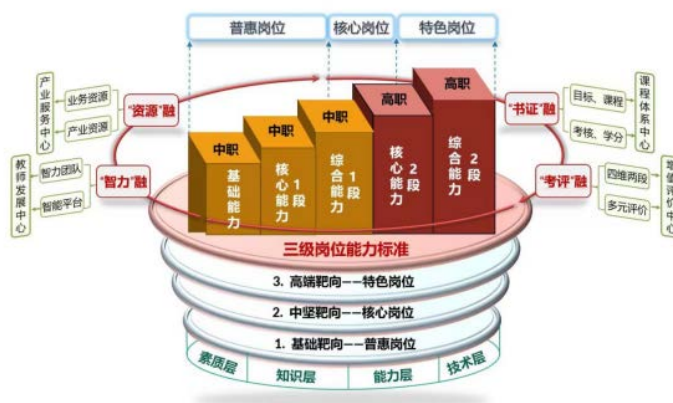 普惠岗位
核心岗位
特色岗位
产业服务中心
业务资源
产业资源
“资源”融
教师发展中心
智力团队
智能平台
“智力”融
中职
基础能力
中职
核心能力
1段
中职
综合能力
1段
高职
核心能力
2段
高职
综合能力
2段
“书证”融
目标、课程
考核、学分
课程体系中心
“考评”融
四维两段
多元评价
增值评价中心
三级岗位能力标准
3. 高端靶向——特色岗位
2. 中坚靶向——核心岗位
1. 基础靶向——普惠岗位
素质层
知识层
能力层
技术层